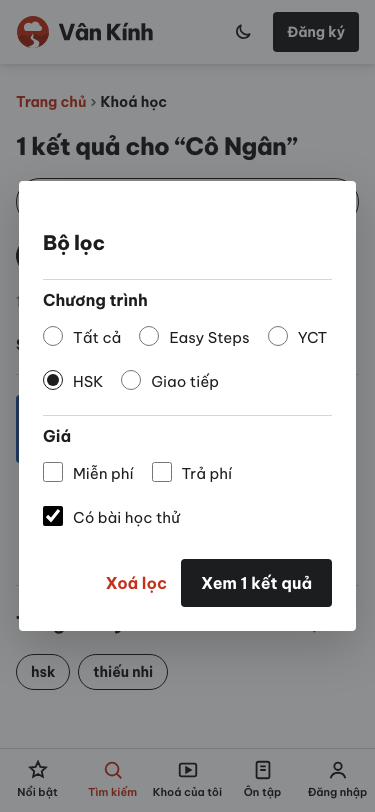 Vân Kính
Đăng ký
Trang chủ › Khoá học
1 kết quả cho “Cô Ngân”
Bộ lọc
Chương trình
Tất cả
Easy Steps
YCT
HSK
Giao tiếp
Giá
Miễn phí
Trả phí
Có bài học thử
Xoá lọc
Xem 1 kết quả
hsk
thiếu nhi
Nổi bật
Tìm kiếm
Khoá của tôi
Ôn tập
Đăng nhập